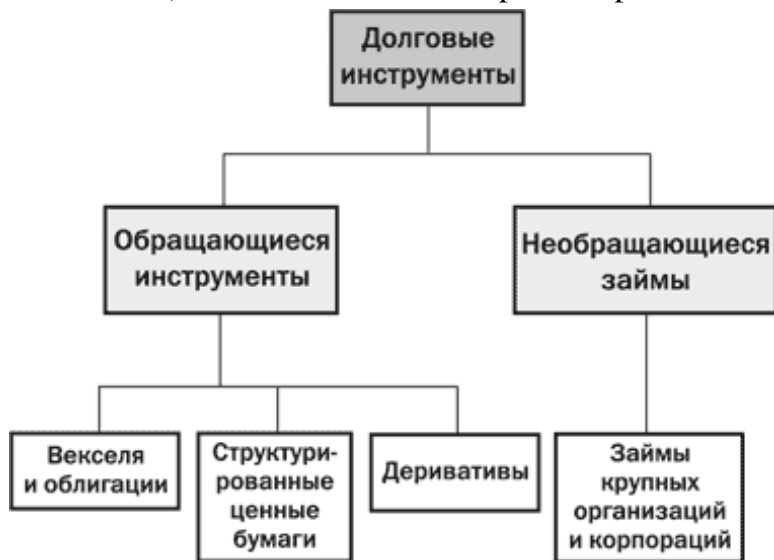 Долговые
инструменты
Обращающиеся
инструменты
Необращающиеся
займы
Векселя
и облигации
Структури-
рованные
ценные
бумаги
Деривативы
Займы
крупных
организаций
и корпораций